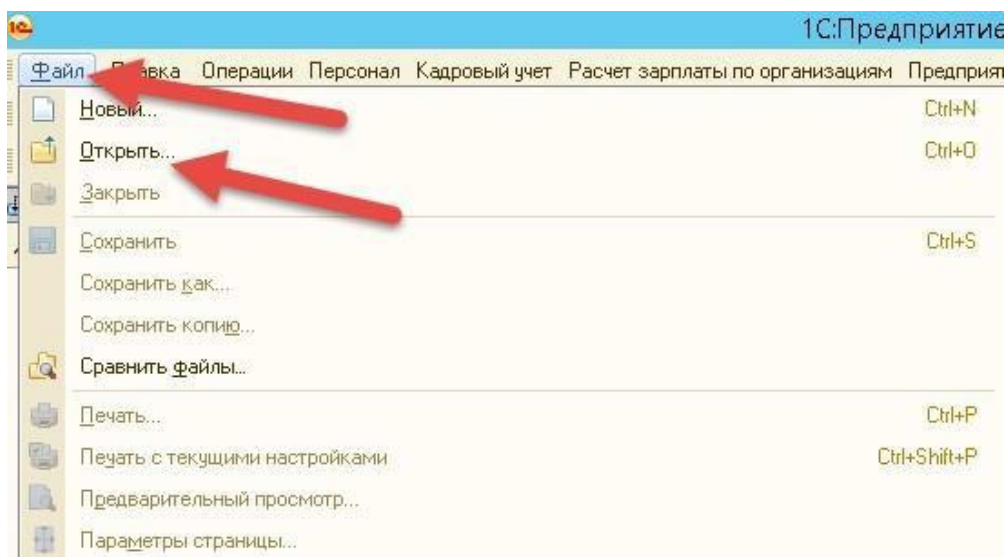 1С:Предприятие
Файл Правка Операции Персонал Кадровый учет Расчет зарплаты по организациям
Новый... Ctrl+N
Открыть... Ctrl+O
Закрыть
Сохранить Ctrl+S
Сохранить как...
Сохранить копию...
Сравнить файлы...
Печать... Ctrl+P
Печать с текущими настройками Ctrl+Shift+P
Предварительный просмотр...
Параметры страницы...